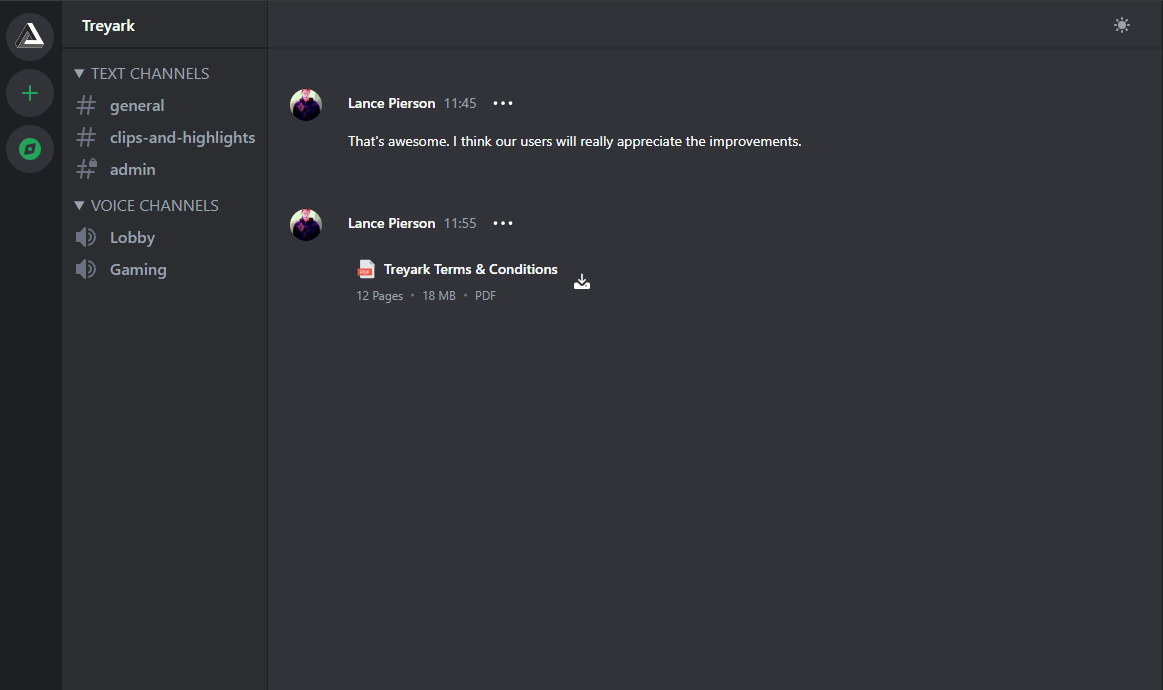 Treyark
TEXT CHANNELS
general
clips-and-highlights
admin
VOICE CHANNELS
Lobby
Gaming
Lance Pierson 11:45
That's awesome. I think our users will really appreciate the improvements.
Lance Pierson 11:55
PDF Treyark Terms & Conditions
12 Pages • 18 MB • PDF